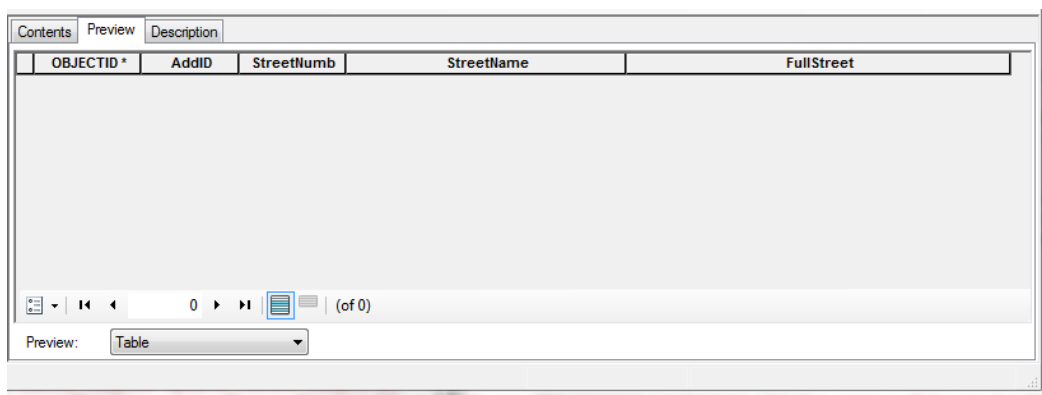 Contents Preview Description
OBJECTID * AddID StreetNumb StreetName FullStreet
0 (of 0)
Preview: Table